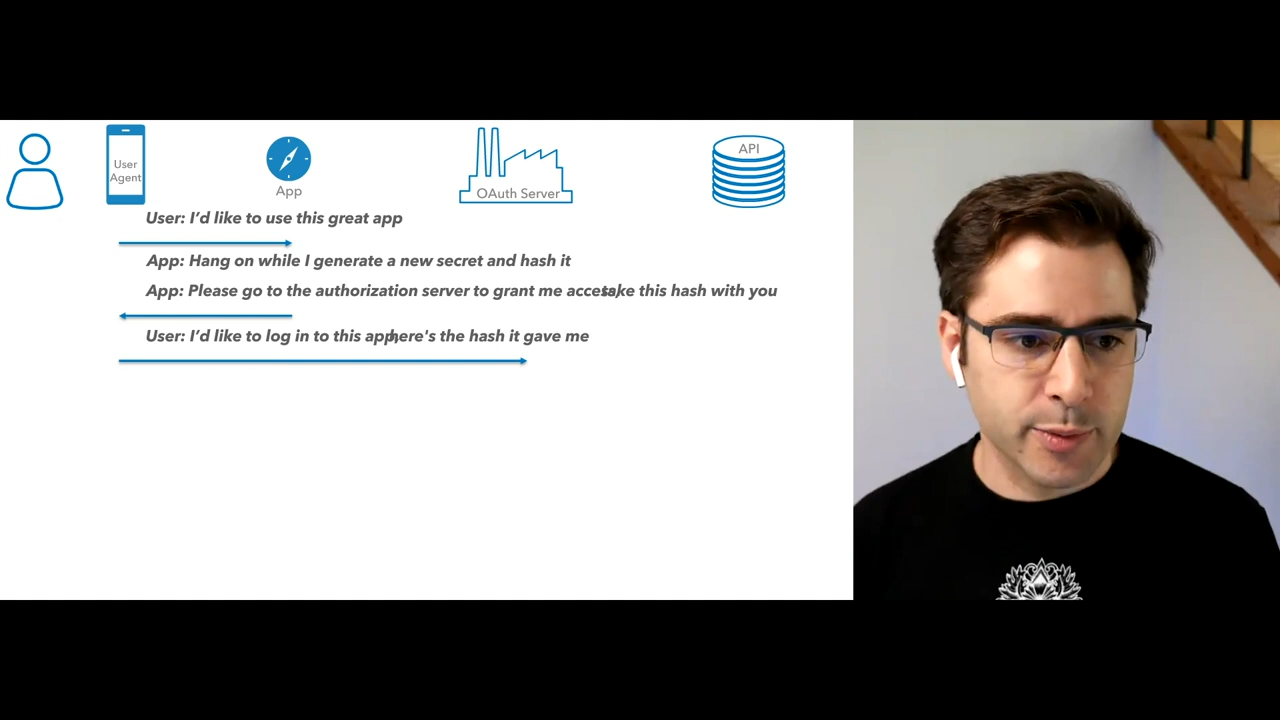 User
Agent
App
OAuth Server
API
User: I'd like to use this great app
App: Hang on while I generate a new secret and hash it
App: Please go to the authorization server to grant me access, take this hash with you
User: I'd like to log in to this app, here's the hash it gave me